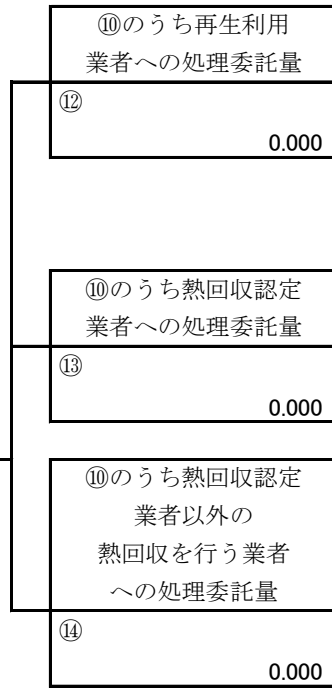 ⑩のうち再生利用
業者への処理委託量
⑫
0.000
⑩のうち熱回収認定
業者への処理委託量
⑬
0.000
⑩のうち熱回収認定
業者以外の
熱回収を行う業者
への処理委託量
⑭
0.000